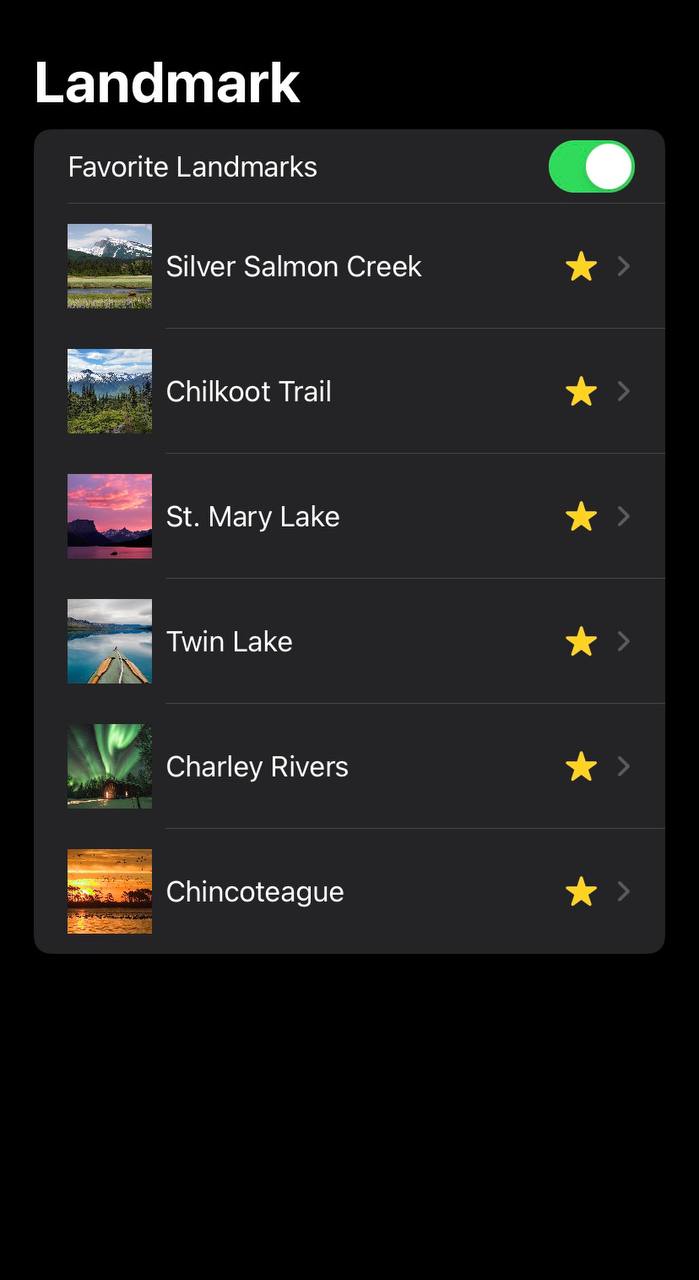 Landmark
Favorite Landmarks
Silver Salmon Creek
Chilkoot Trail
St. Mary Lake
Twin Lake
Charley Rivers
Chincoteague